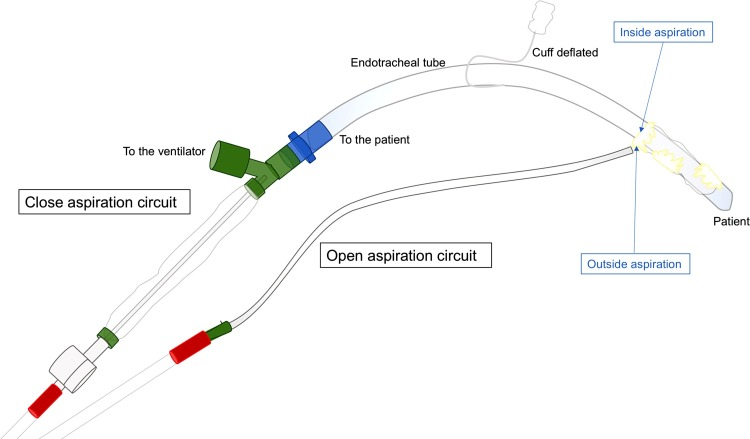 Inside aspiration
Cuff deflated
Endotracheal tube
To the patient
To the ventilator
Close aspiration circuit
Patient
Open aspiration circuit
Outside aspiration